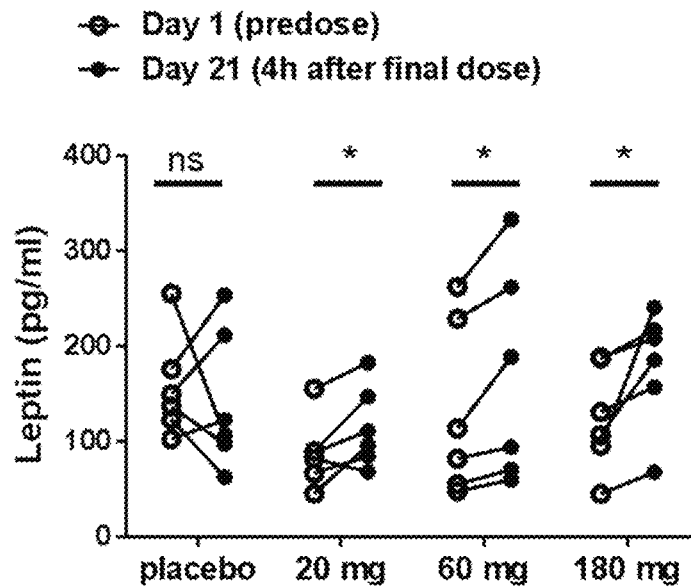 Day 1 (predose)
Day 21 (4h after final dose)
ns * * *
400
300
200
100
0
Leptin (pg/ml)
placebo 20 mg 60 mg 180 mg